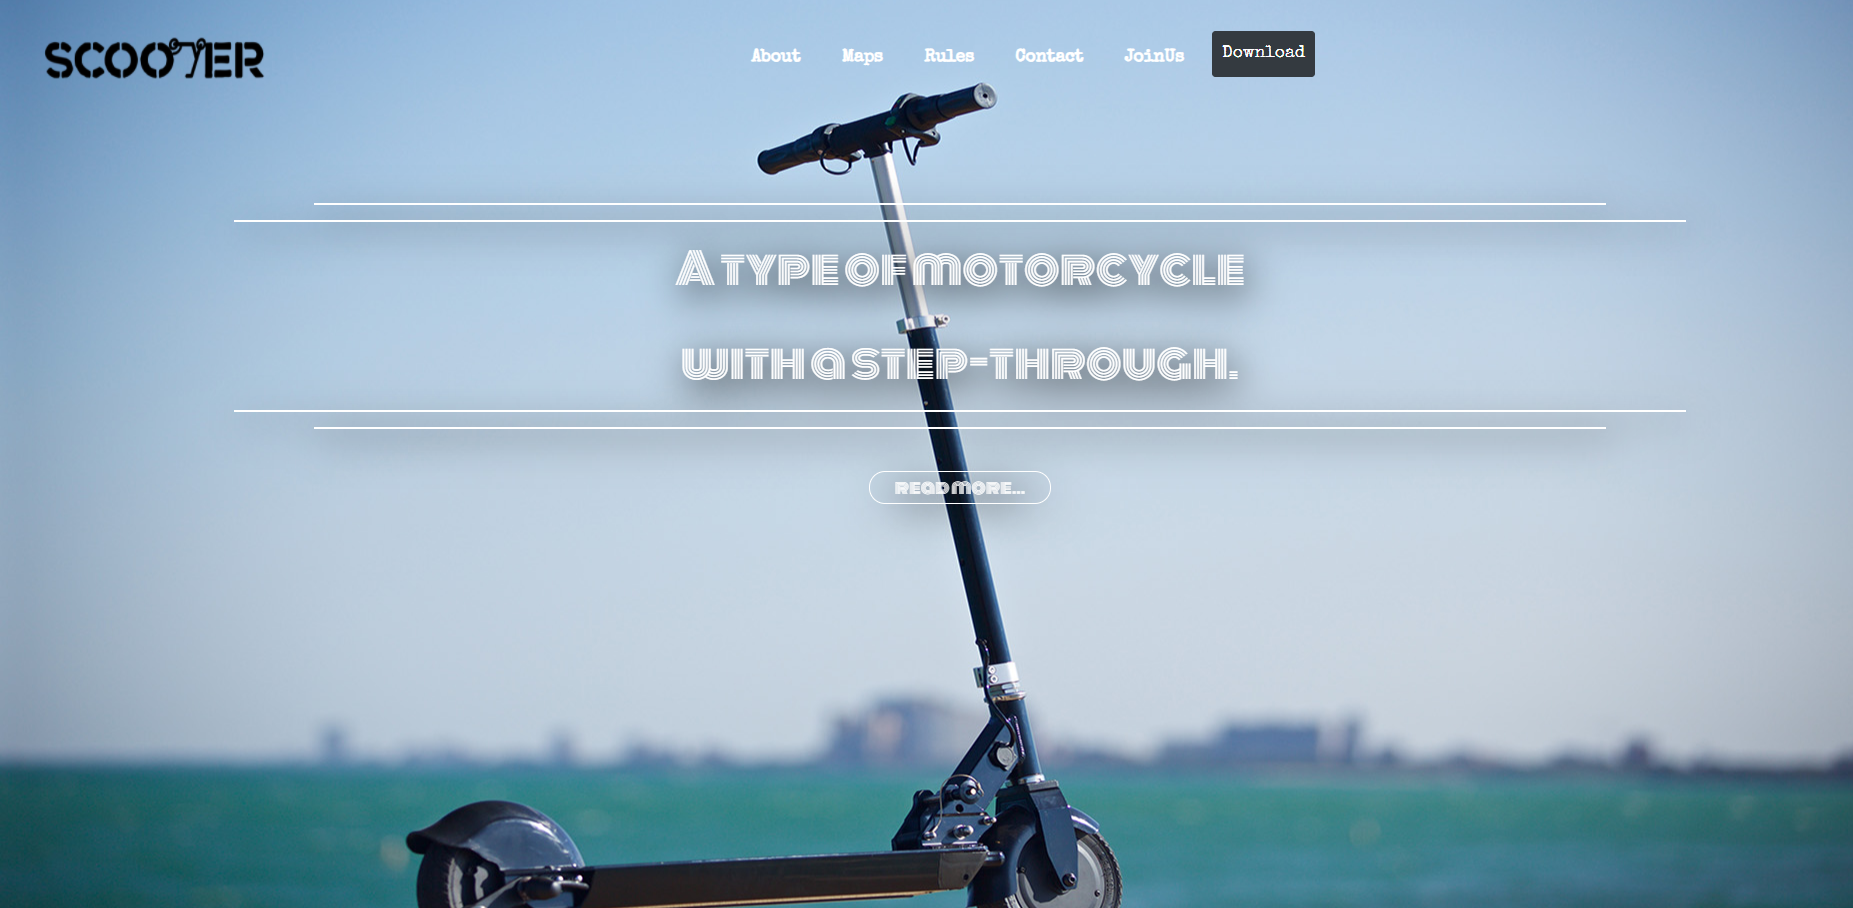 SCOOTER
About Maps Rules Contact JoinUs Download
A TYPE OF MOTORCYCLE
WITH A STEP-THROUGH.
READ MORE...